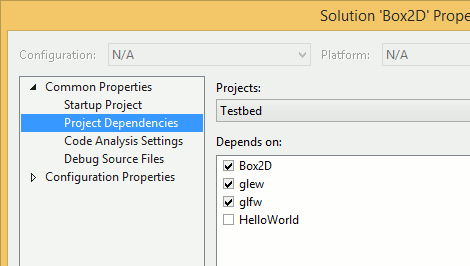 Solution 'Box2D' Prope
Configuration: N/A Platform: N/A
Common Properties
Startup Project
Project Dependencies
Code Analysis Settings
Debug Source Files
Configuration Properties
Projects:
Testbed
Depends on:
Box2D
glew
glfw
HelloWorld